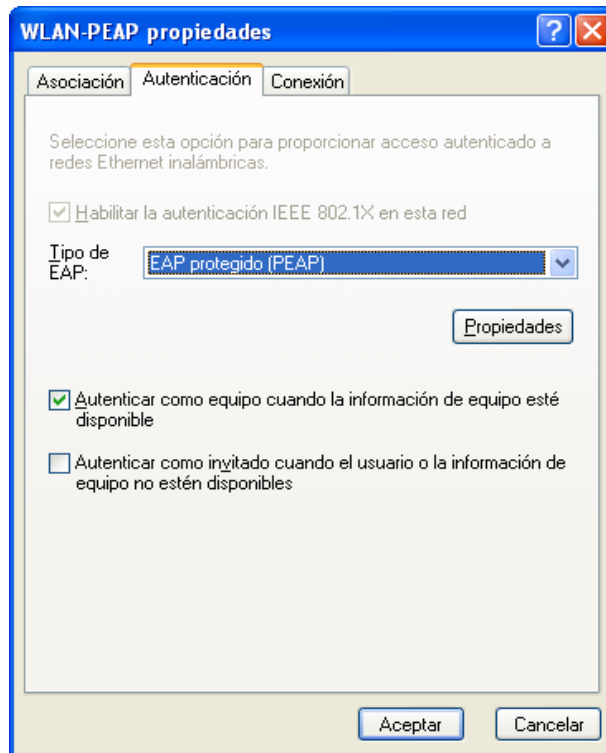 WLAN-PEAP propiedades
Asociación Autenticación Conexión
Seleccione esta opción para proporcionar acceso autenticado a
redes Ethernet inalámbricas.
Habilitar la autenticación IEEE 802.1X en esta red
Tipo de
EAP:
EAP protegido (PEAP)
Propiedades
Autenticar como equipo cuando la información de equipo esté
disponible
Autenticar como invitado cuando el usuario o la información de
equipo no estén disponibles
Aceptar Cancelar